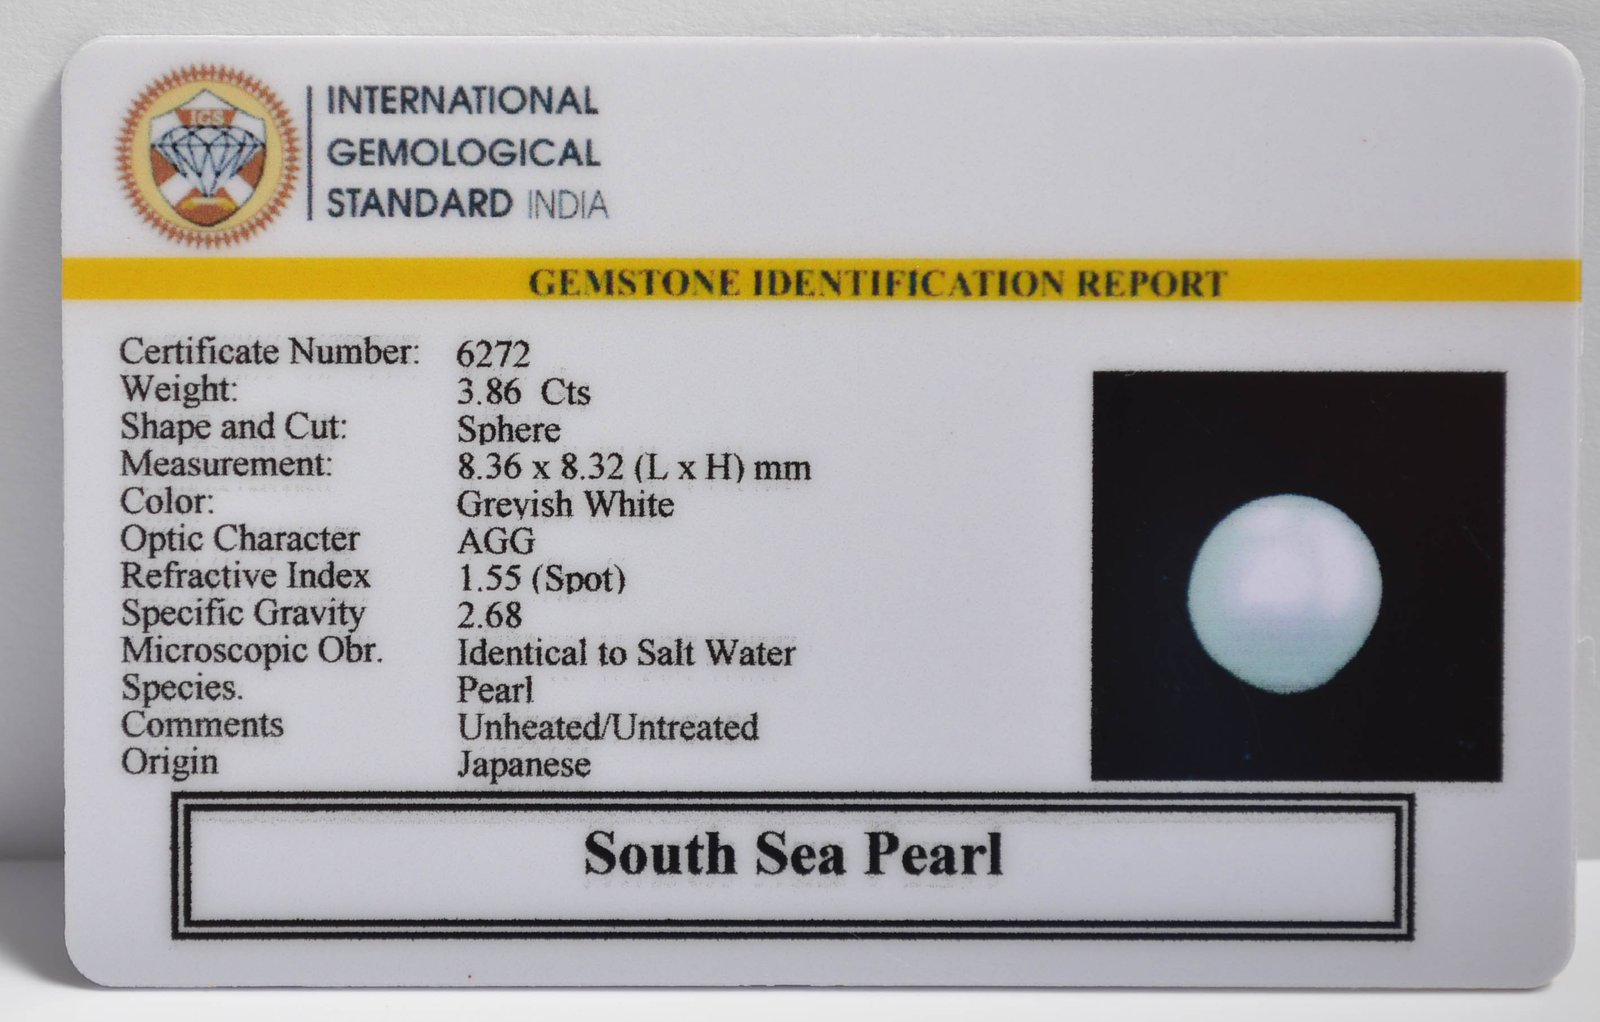 IGS
INTERNATIONAL
GEMOLOGICAL
STANDARD INDIA
GEMSTONE IDENTIFICATION REPORT
Certificate Number: 6272
Weight: 3.86 Cts
Shape and Cut: Sphere
Measurement: 8.36 x 8.32 (L x H) mm
Color: Greyish White
Optic Character AGG
Refractive Index 1.55 (Spot)
Specific Gravity 2.68
Microscopic Obr. Identical to Salt Water
Species. Pearl
Comments Unheated/Untreated
Origin Japanese
South Sea Pearl